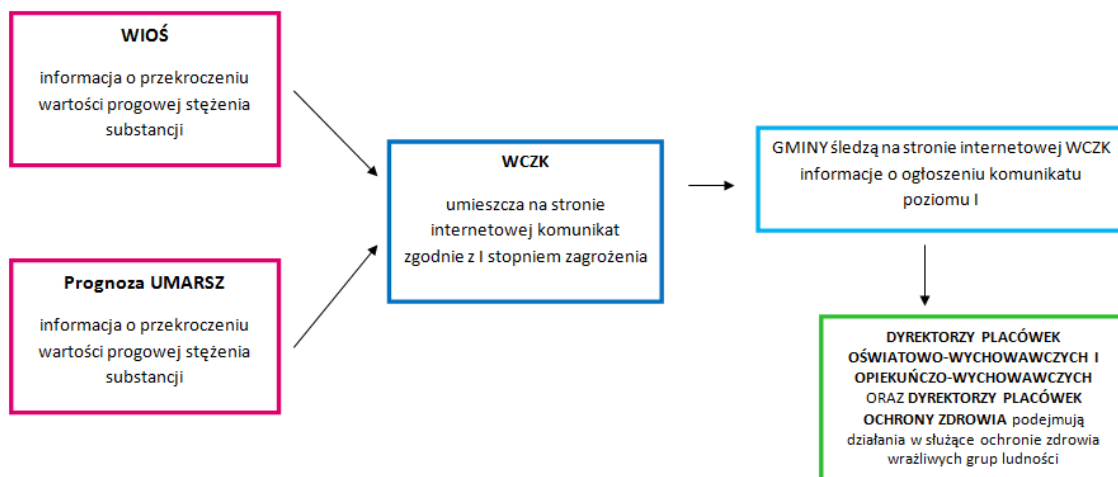 WIOŚ
informacja o przekroczeniu
wartości progowej stężenia
substancji
Prognoza UMARSZ
informacja o przekroczeniu
wartości progowej stężenia
substancji
WCZK
umieszcza na stronie
internetowej komunikat
zgodnie z I stopniem zagrożenia
GMINY śledzą na stronie internetowej WCZK
informacje o ogłoszeniu komunikatu
poziomu I
DYREKTORZY PLACÓWEK
OŚWIATOWO-WYCHOWAWCZYCH I
OPIEKUŃCZO-WYCHOWAWCZYCH
ORAZ DYREKTORZY PLACÓWEK
OCHRONY ZDROWIA podejmują
działania w służące ochronie zdrowia
wrażliwych grup ludności